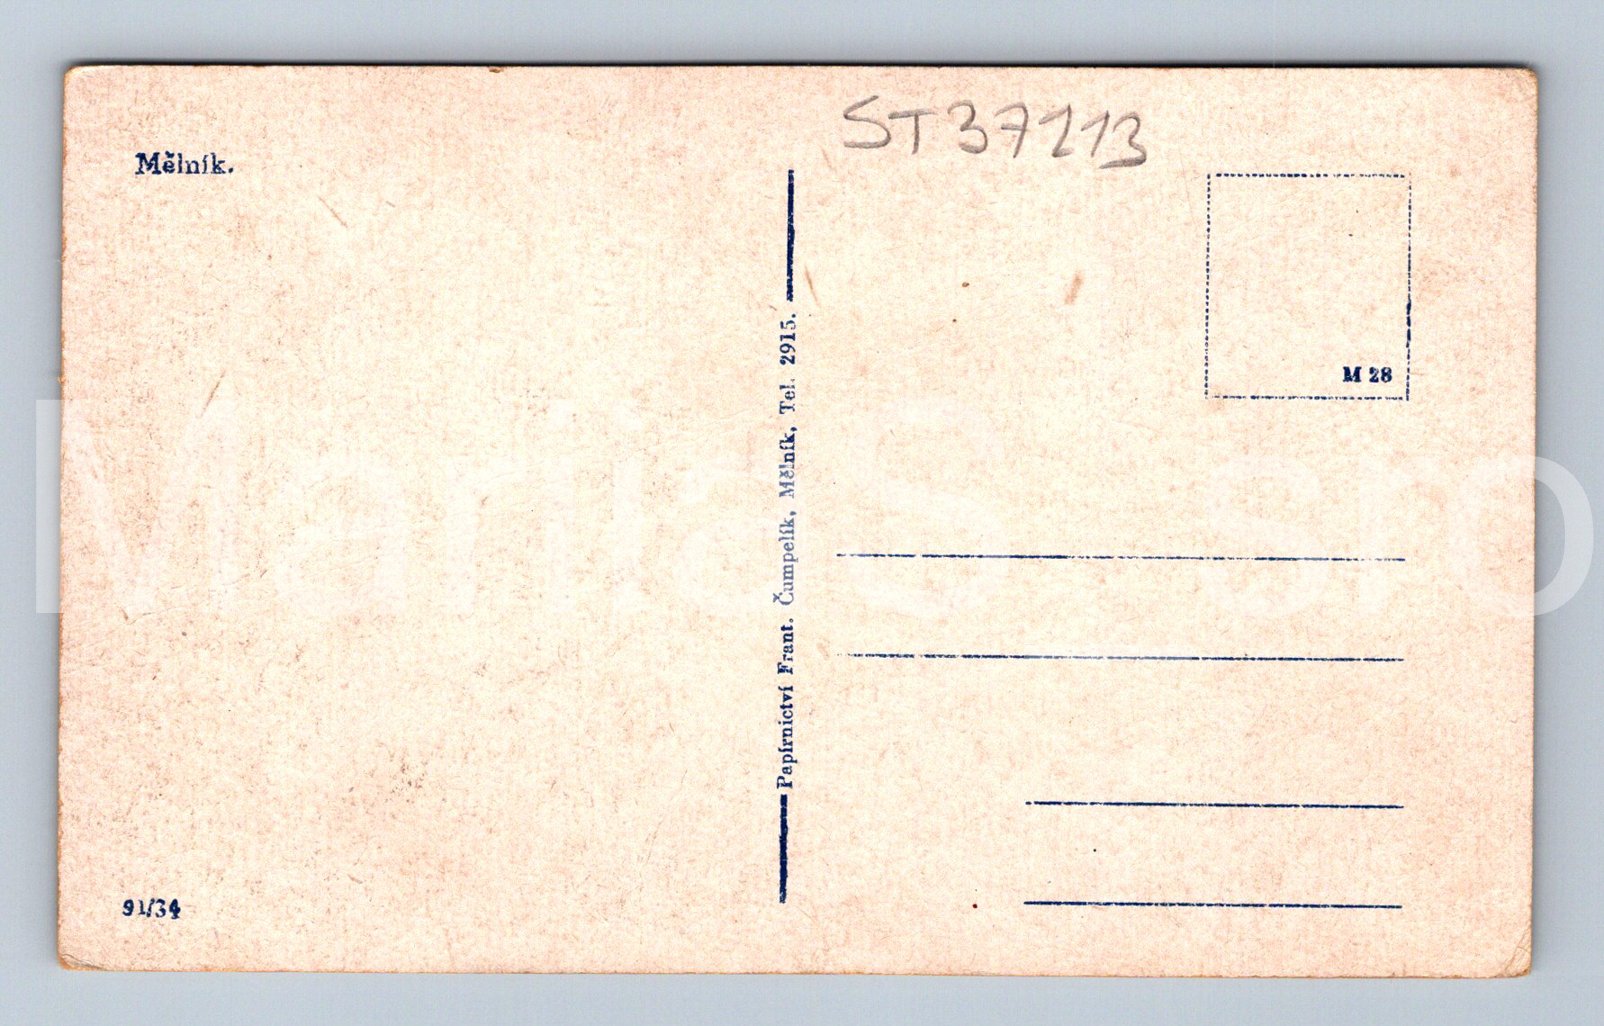 Mělník.
ST37113
M 28
Papírnictví Frant. Čumpelík, Mělník, Tel. 2915.
91/34